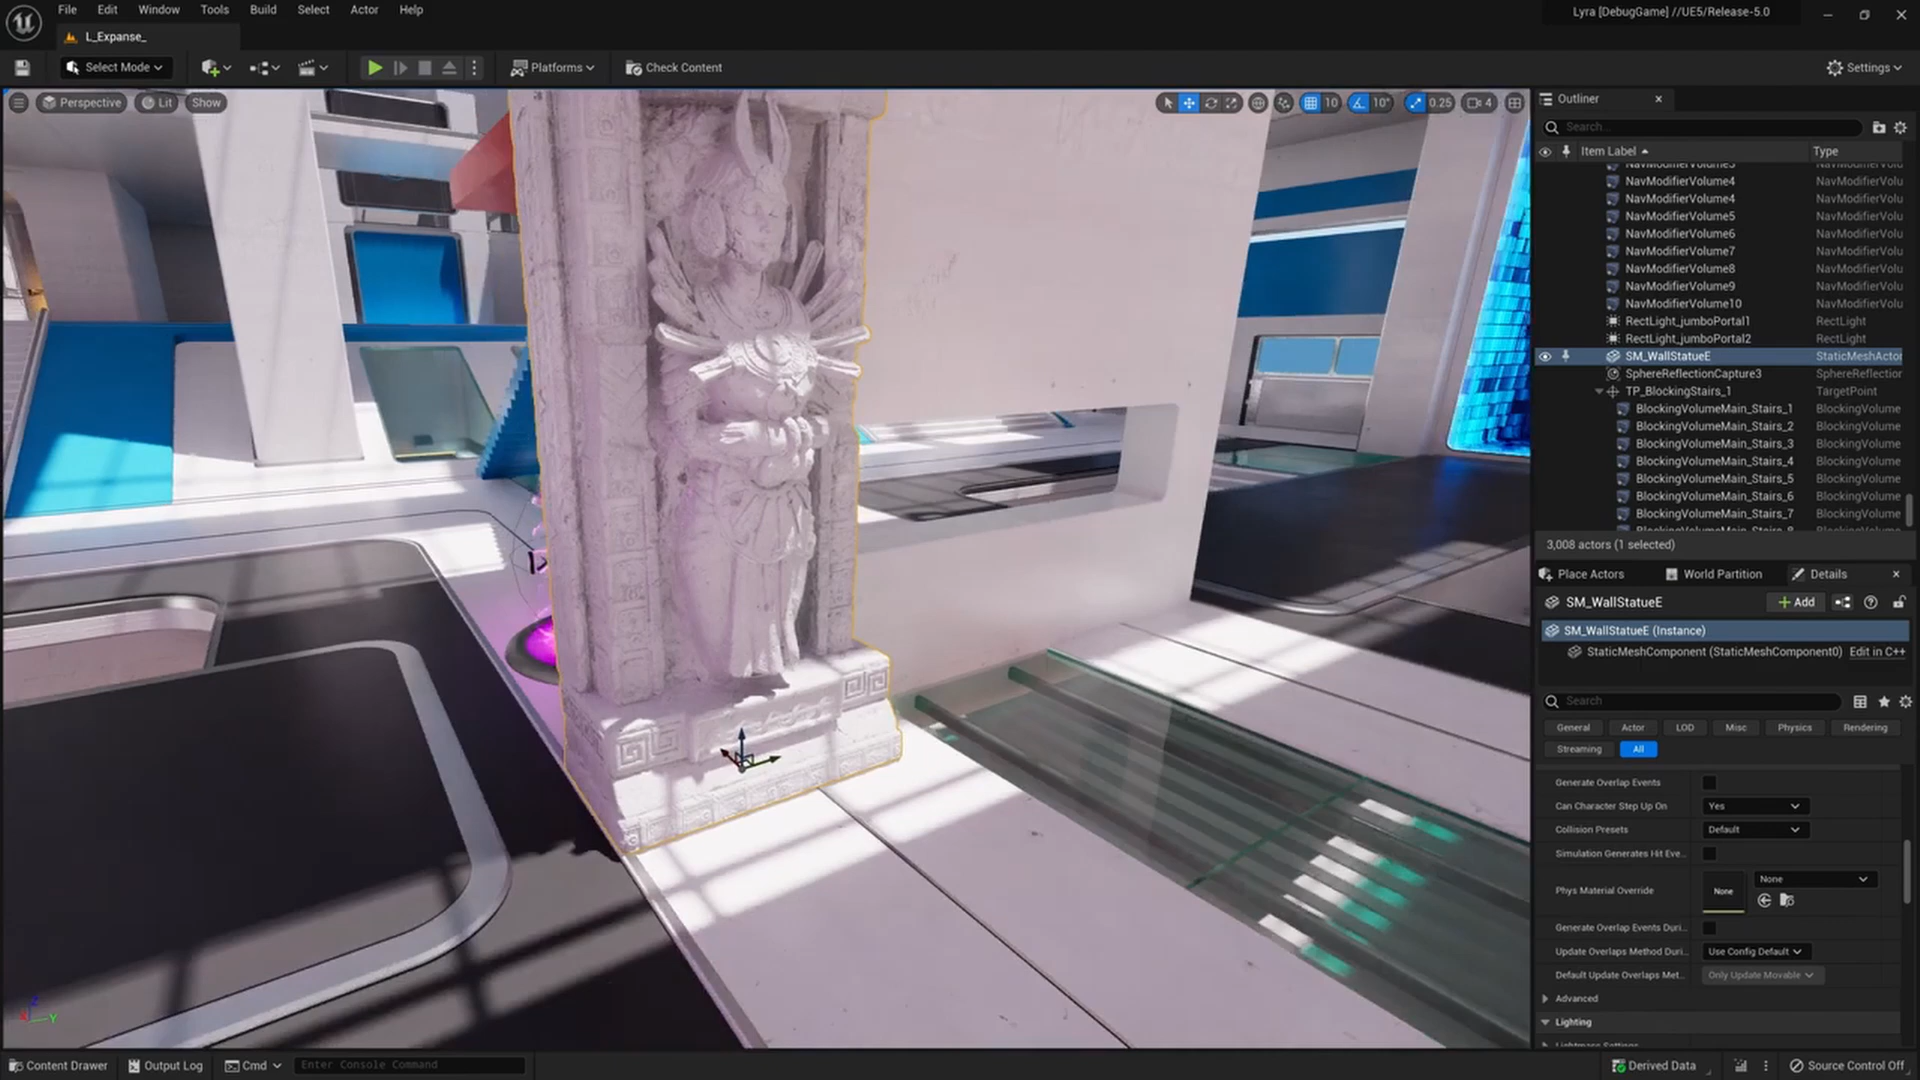 File Edit Window Tools Build Select Actor Help
Lyra [DebugGame] //UE5/Release-5.0
L_Expanse_
Select Mode
Platforms
Check Content
Settings
Perspective
Lit
Show
10
10°
0.25
4
Outliner
Search...
Item Label
Type
NavModifierVolume4 NavModifierVolu
NavModifierVolume4 NavModifierVolu
NavModifierVolume5 NavModifierVolu
NavModifierVolume6 NavModifierVolu
NavModifierVolume7 NavModifierVolu
NavModifierVolume8 NavModifierVolu
NavModifierVolume9 NavModifierVolu
NavModifierVolume10 NavModifierVolu
RectLight_jumboPortal1 RectLight
RectLight_jumboPortal2 RectLight
SM_WallStatueE StaticMeshActor
SphereReflectionCapture3 SphereReflection
TP_BlockingStairs_1 TargetPoint
BlockingVolumeMain_Stairs_1 BlockingVolume
BlockingVolumeMain_Stairs_2 BlockingVolume
BlockingVolumeMain_Stairs_3 BlockingVolume
BlockingVolumeMain_Stairs_4 BlockingVolume
BlockingVolumeMain_Stairs_5 BlockingVolume
BlockingVolumeMain_Stairs_6 BlockingVolume
BlockingVolumeMain_Stairs_7 BlockingVolume
3,008 actors (1 selected)
Place Actors
World Partition
Details
SM_WallStatueE
+ Add
SM_WallStatueE (Instance)
StaticMeshComponent (StaticMeshComponent0) Edit in C++
Search
General Actor LOD Misc Physics Rendering
Streaming All
Generate Overlap Events
Can Character Step Up On Yes
Collision Presets Default
Simulation Generates Hit Eve...
Phys Material Override None None
Generate Overlap Events Duri...
Update Overlaps Method Duri... Use Config Default
Default Update Overlaps Met... Only Update Movable
Advanced
Lighting
Z
X
Y
Content Drawer
Output Log
Cmd
Enter Console Command
Derived Data
Source Control Off